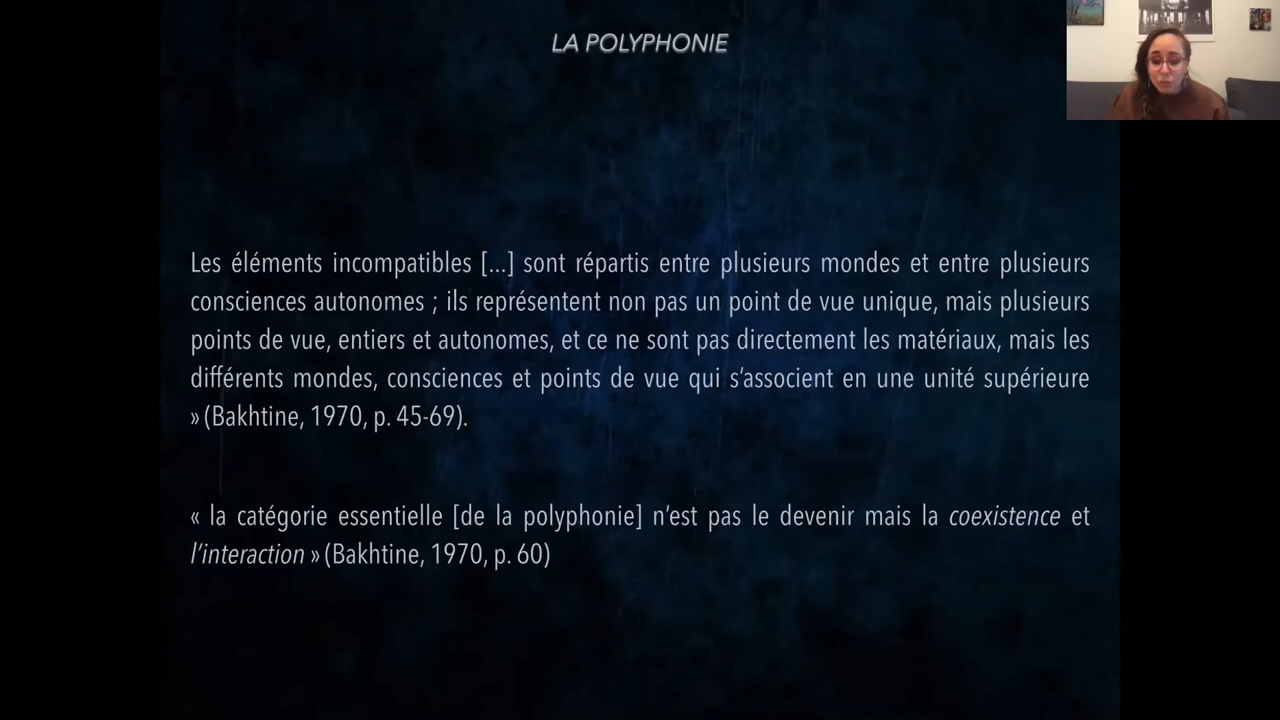 LA POLYPHONIE
Les éléments incompatibles [...] sont répartis entre plusieurs mondes et entre plusieurs
consciences autonomes ; ils représentent non pas un point de vue unique, mais plusieurs
points de vue, entiers et autonomes, et ce ne sont pas directement les matériaux, mais les
différents mondes, consciences et points de vue qui s’associent en une unité supérieure
» (Bakhtine, 1970, p. 45-69).
« la catégorie essentielle [de la polyphonie] n’est pas le devenir mais la coexistence et
l’interaction » (Bakhtine, 1970, p. 60)